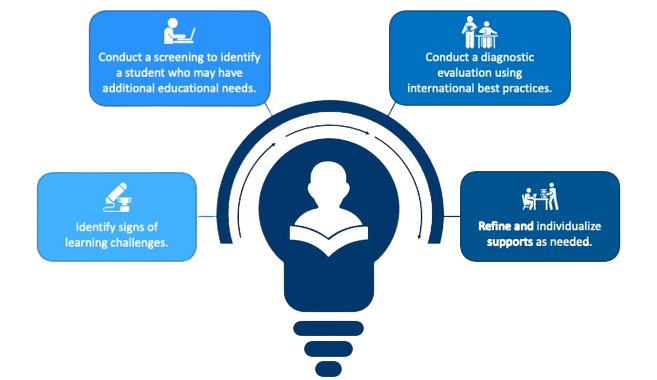 Identify signs of
learning challenges.
Conduct a screening to identify
a student who may have
additional educational needs.
Conduct a diagnostic
evaluation using
international best practices.
Refine and individualize
supports as needed.